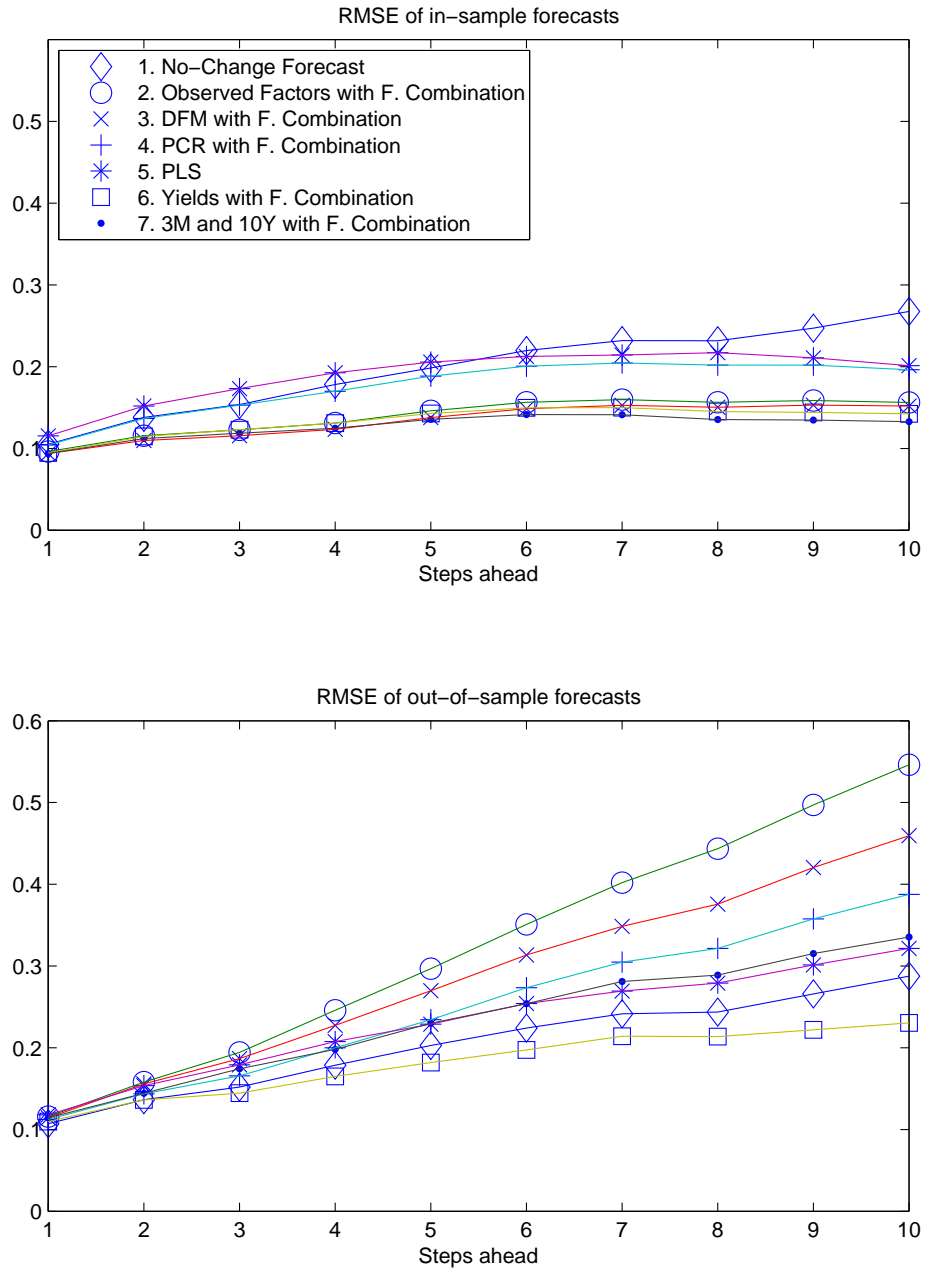 RMSE of in−sample forecasts
1. No−Change Forecast
2. Observed Factors with F. Combination
3. DFM with F. Combination
4. PCR with F. Combination
5. PLS
6. Yields with F. Combination
7. 3M and 10Y with F. Combination
0.5
0.4
0.3
0.2
0.1
0
1 2 3 4 5 6 7 8 9 10
Steps ahead
RMSE of out−of−sample forecasts
0.6
0.5
0.4
0.3
0.2
0.1
0
1 2 3 4 5 6 7 8 9 10
Steps ahead